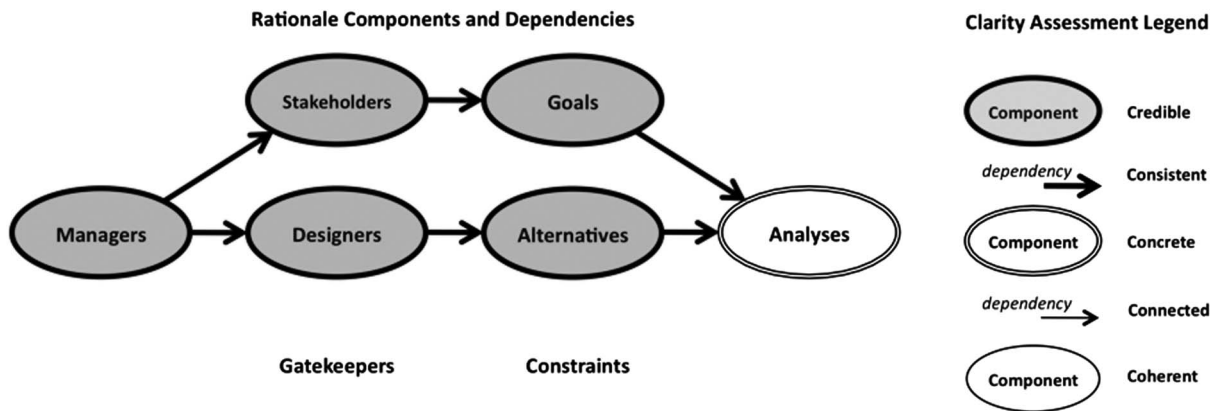 Rationale Components and Dependencies
Stakeholders
Goals
Managers
Designers
Alternatives
Analyses
Gatekeepers
Constraints
Clarity Assessment Legend
Component
Credible
dependency
Consistent
Component
Concrete
dependency
Connected
Component
Coherent